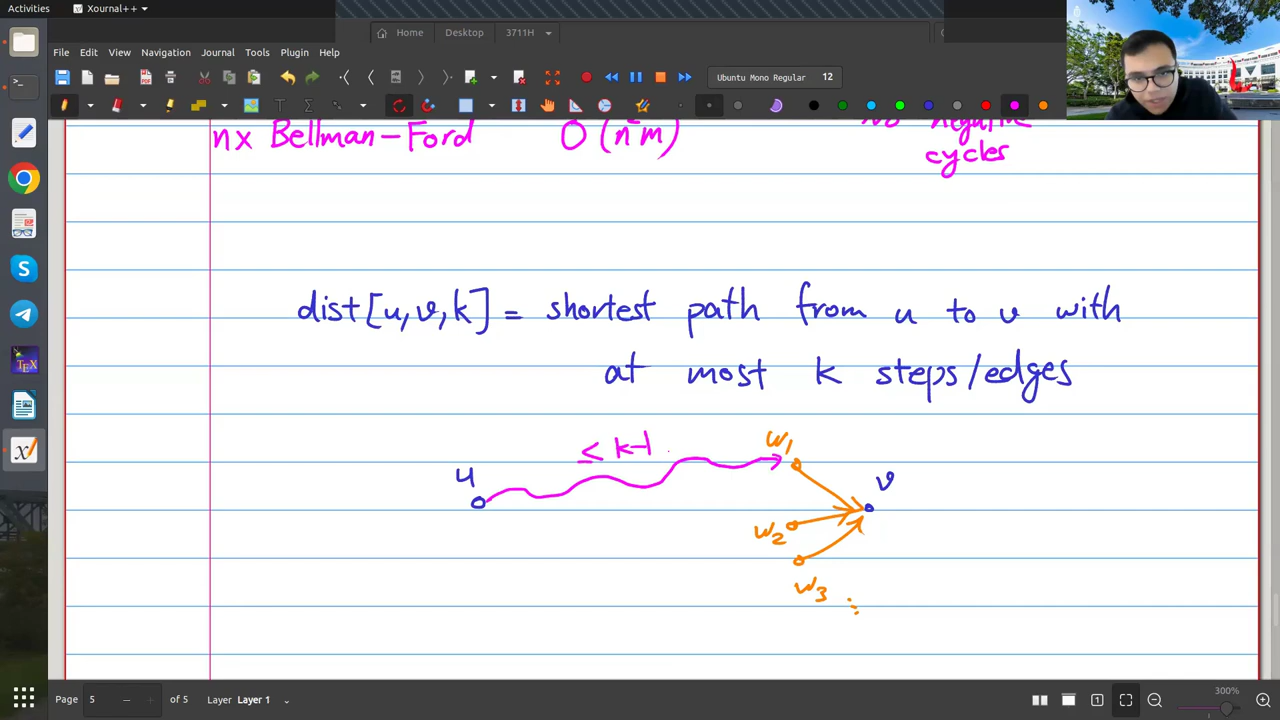 Activities
Xournal++
Home
Desktop
3711H
File Edit View Navigation Journal Tools Plugin Help
Ubuntu Mono Regular 12
n× Bellman-Ford O(n²m) No negative
cycles
dist[u,v,k] = shortest path from u to v with
at most k steps/edges
≤ k-1
w1
u
v
w2
w3
Page 5 of 5 Layer Layer 1
300%